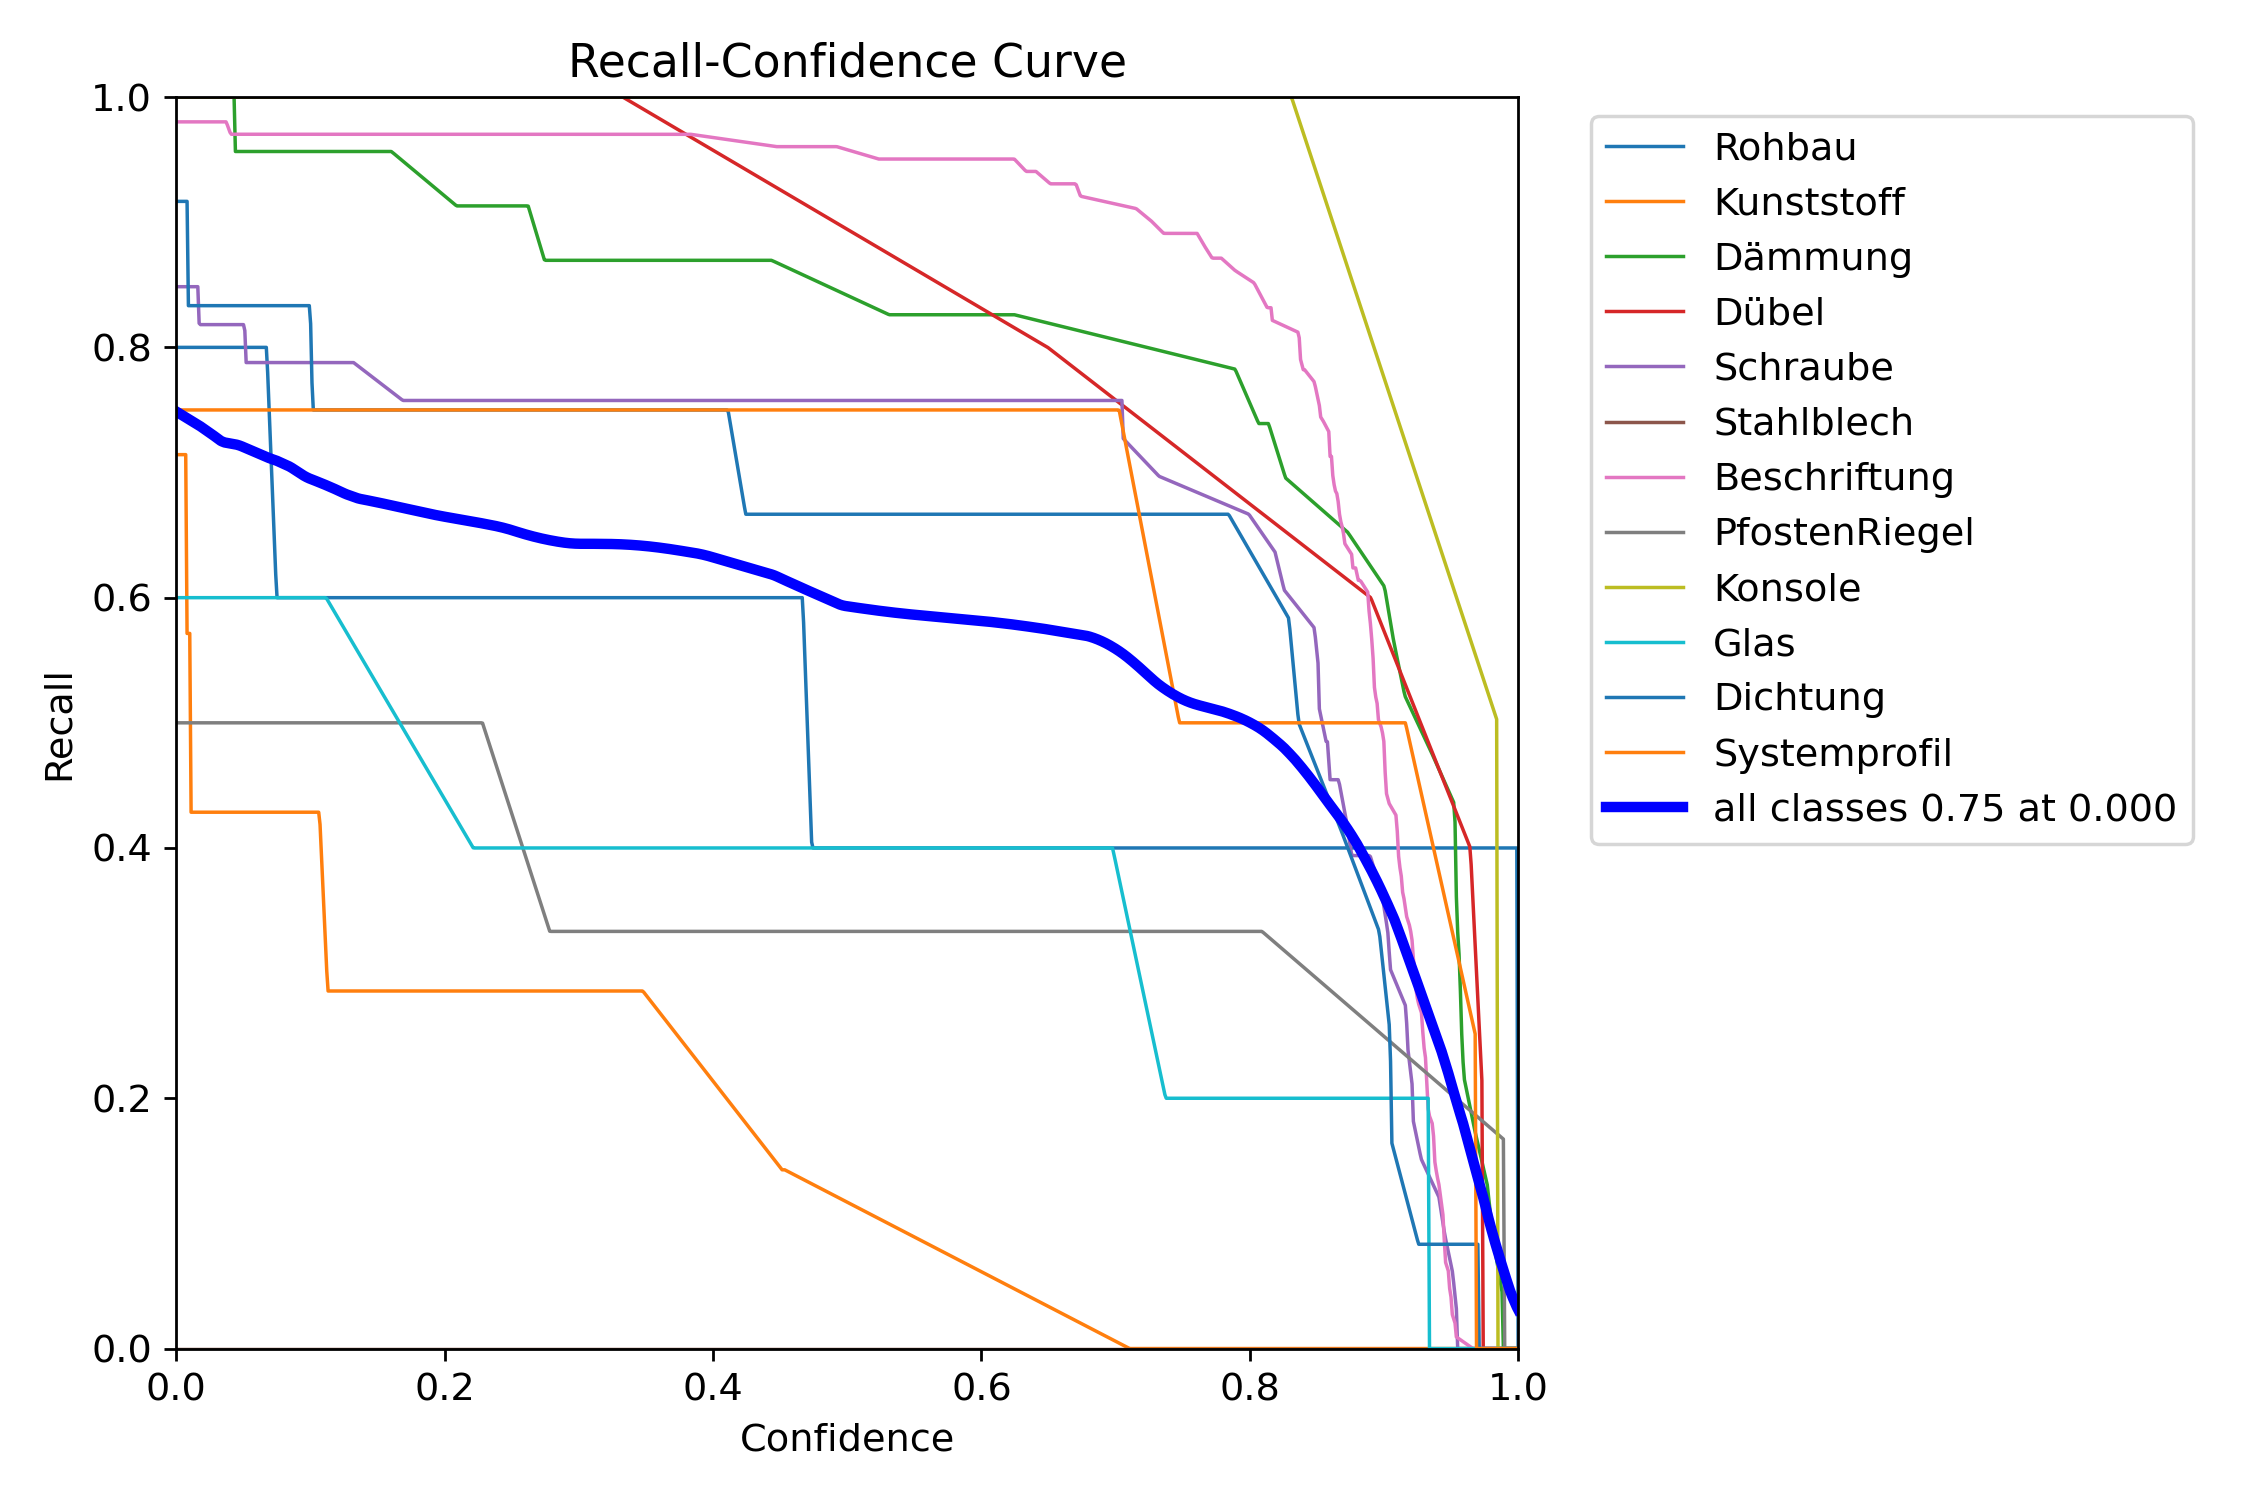 Recall-Confidence Curve
1.0
0.8
0.6
0.4
0.2
0.0
Recall
0.0 0.2 0.4 0.6 0.8 1.0
Confidence
Rohbau
Kunststoff
Dämmung
Dübel
Schraube
Stahlblech
Beschriftung
PfostenRiegel
Konsole
Glas
Dichtung
Systemprofil
all classes 0.75 at 0.000